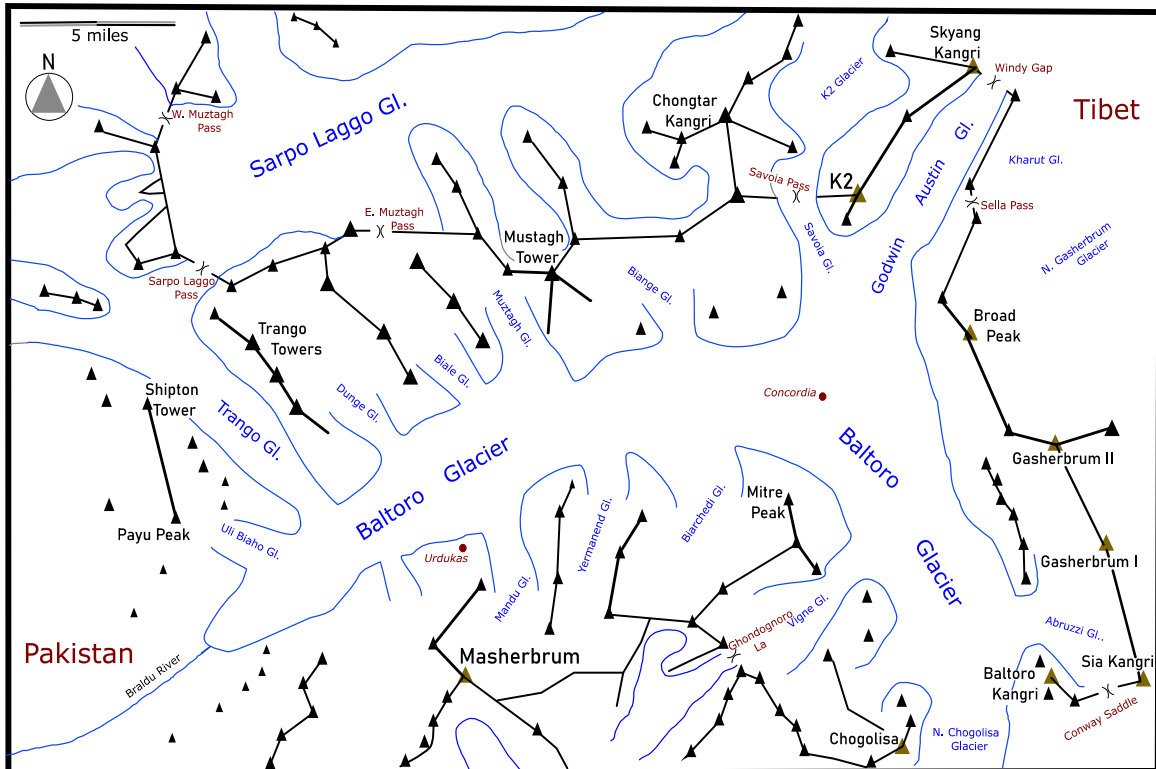 5 miles
N
Skyang
Kangri
Windy Gap
Tibet
K2 Glacier
W. Muztagh
Pass
Sarpo Laggo Gl.
Chongtar
Kangri
Austin Gl.
Kharut Gl.
Savoia Pass
K2
Sella Pass
E. Muztagh
Pass
Savoia Gl.
Godwin
Mustagh
Tower
N. Gasherbrum
Glacier
Sarpo Laggo
Pass
Biange Gl.
Muztagh Gl.
Trango
Towers
Broad
Peak
Biale Gl.
Shipton
Tower
Dunge Gl.
Concordia
Trango Gl.
Baltoro Glacier
Baltoro
Gasherbrum II
Mitre
Peak
Biarchedi Gl.
Yermanend Gl.
Payu Peak
Uli Biaho Gl.
Urdukas
Glacier
Gasherbrum I
Mandu Gl.
Vigne Gl.
Ghondognoro
La
Abruzzi Gl..
Pakistan
Braldu River
Masherbrum
Baltoro
Kangri
Sia Kangri
Conway Saddle
Chogolisa
N. Chogolisa
Glacier